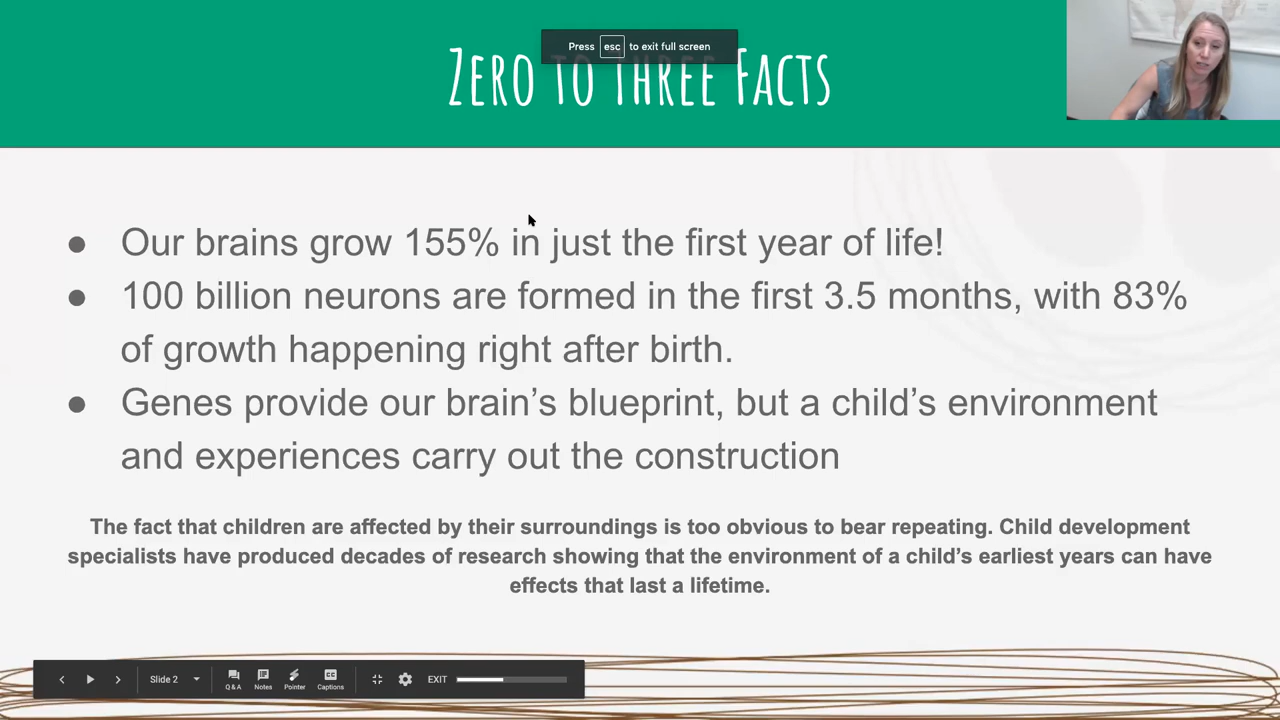 Press esc to exit full screen
Zero to Three Facts
● Our brains grow 155% in just the first year of life!
● 100 billion neurons are formed in the first 3.5 months, with 83%
of growth happening right after birth.
● Genes provide our brain’s blueprint, but a child’s environment
and experiences carry out the construction
The fact that children are affected by their surroundings is too obvious to bear repeating. Child development
specialists have produced decades of research showing that the environment of a child’s earliest years can have
effects that last a lifetime.
Slide 2 Q & A Notes Pointer Captions EXIT